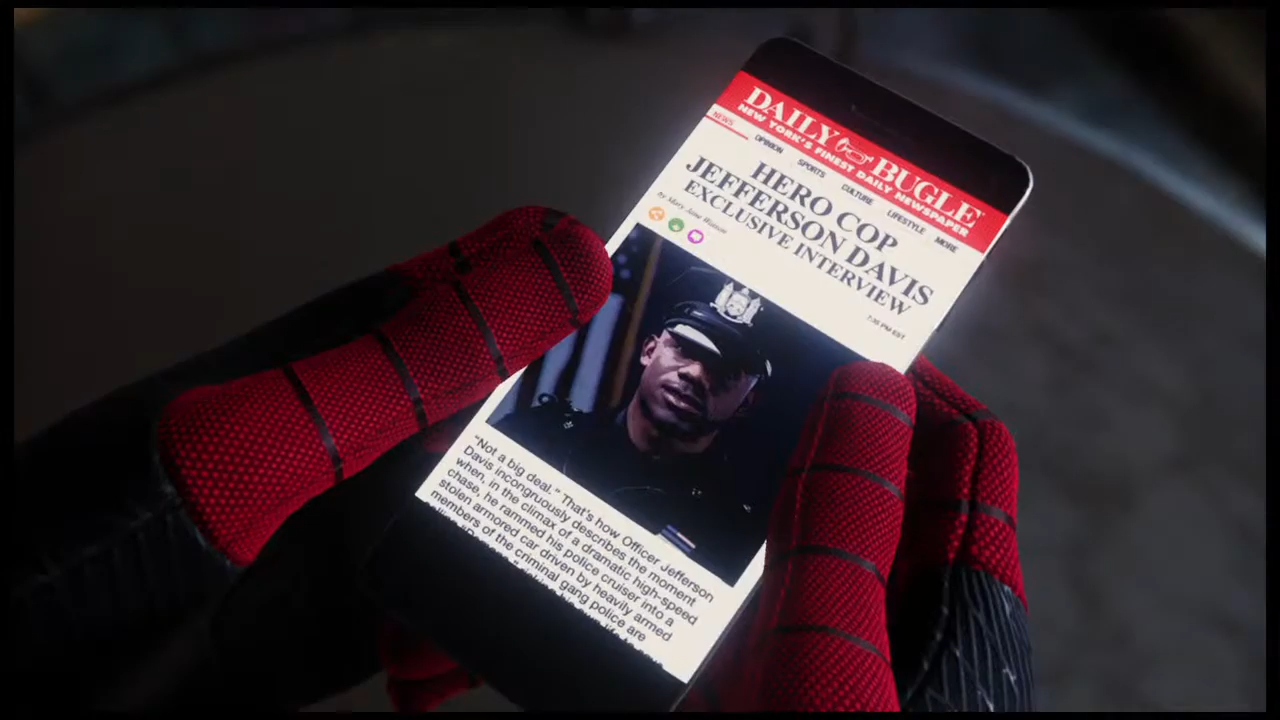 DAILY BUGLE
NEW YORK'S FINEST DAILY NEWSPAPER
NEWS OPINION SPORTS CULTURE LIFESTYLE MORE
HERO COP
JEFFERSON DAVIS
EXCLUSIVE INTERVIEW
by Mary Jane Watson
7:35 PM EST
"Not a big deal." That's how Officer Jefferson
Davis incongruously describes the moment
when, in the climax of a dramatic high-speed
chase, he rammed his police cruiser into a
stolen armored car driven by heavily armed
members of the criminal gang police are